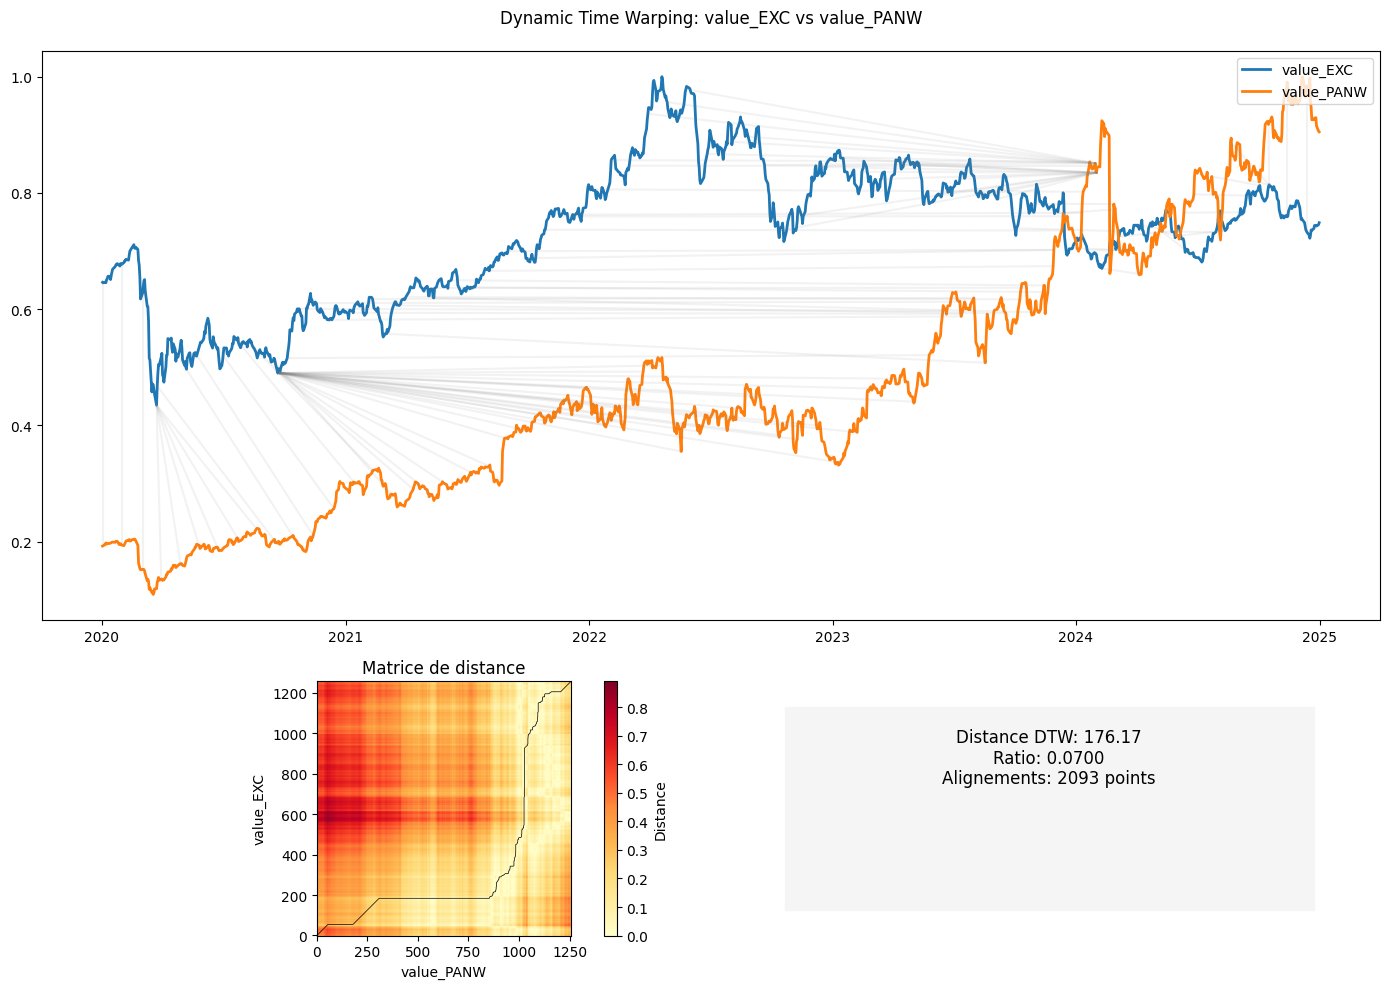 Dynamic Time Warping: value_EXC vs value_PANW
value_EXC
value_PANW
1.0
0.8
0.6
0.4
0.2
2020 2021 2022 2023 2024 2025
Matrice de distance
value_EXC
1200
1000
800
600
400
200
0
0 250 500 750 1000 1250
value_PANW
0.8
0.7
0.6
0.5
0.4
0.3
0.2
0.1
0.0
Distance
Distance DTW: 176.17
Ratio: 0.0700
Alignements: 2093 points